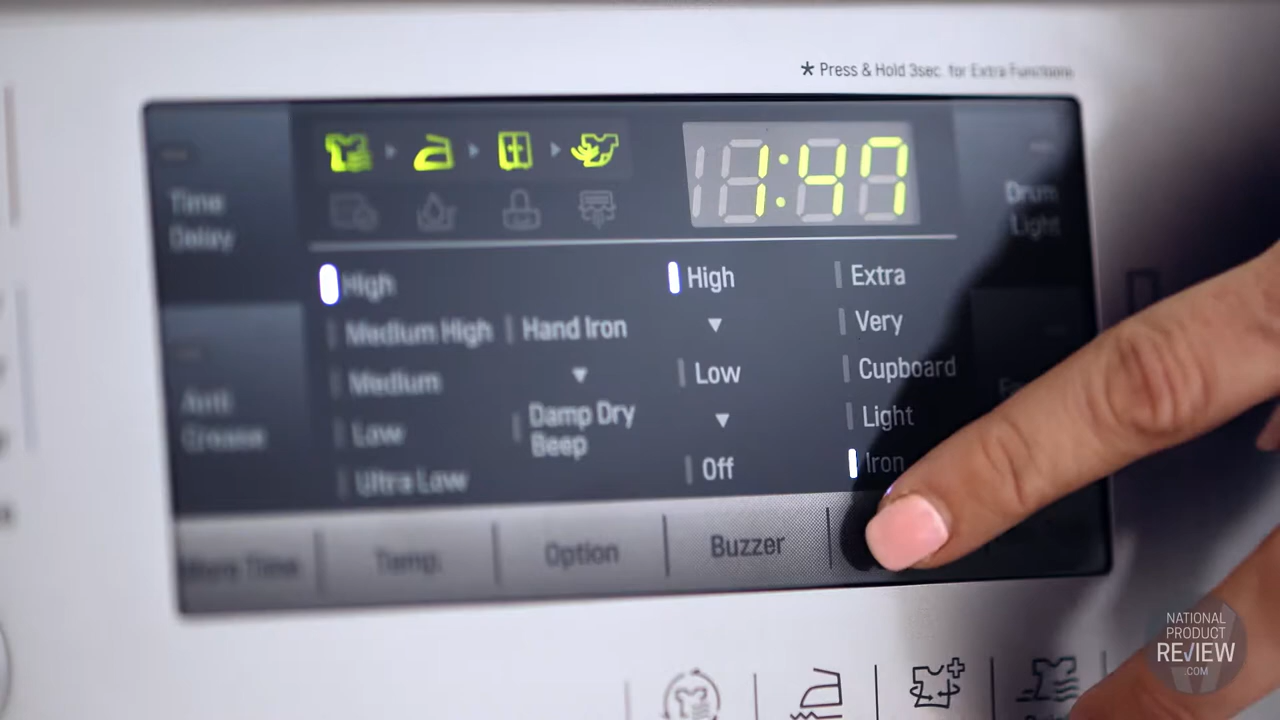 * Press & Hold 3sec. for Extra Functions
Time
Delay
1:47
Drum
Light
High
High
Extra
Medium High
Hand Iron
▼
Very
Medium
▼
Low
Cupboard
Anti
Crease
Low
Damp Dry
Beep
▼
Light
Ultra Low
Off
Iron
More Time
Temp.
Option
Buzzer
NATIONAL
PRODUCT
REVIEW
.COM